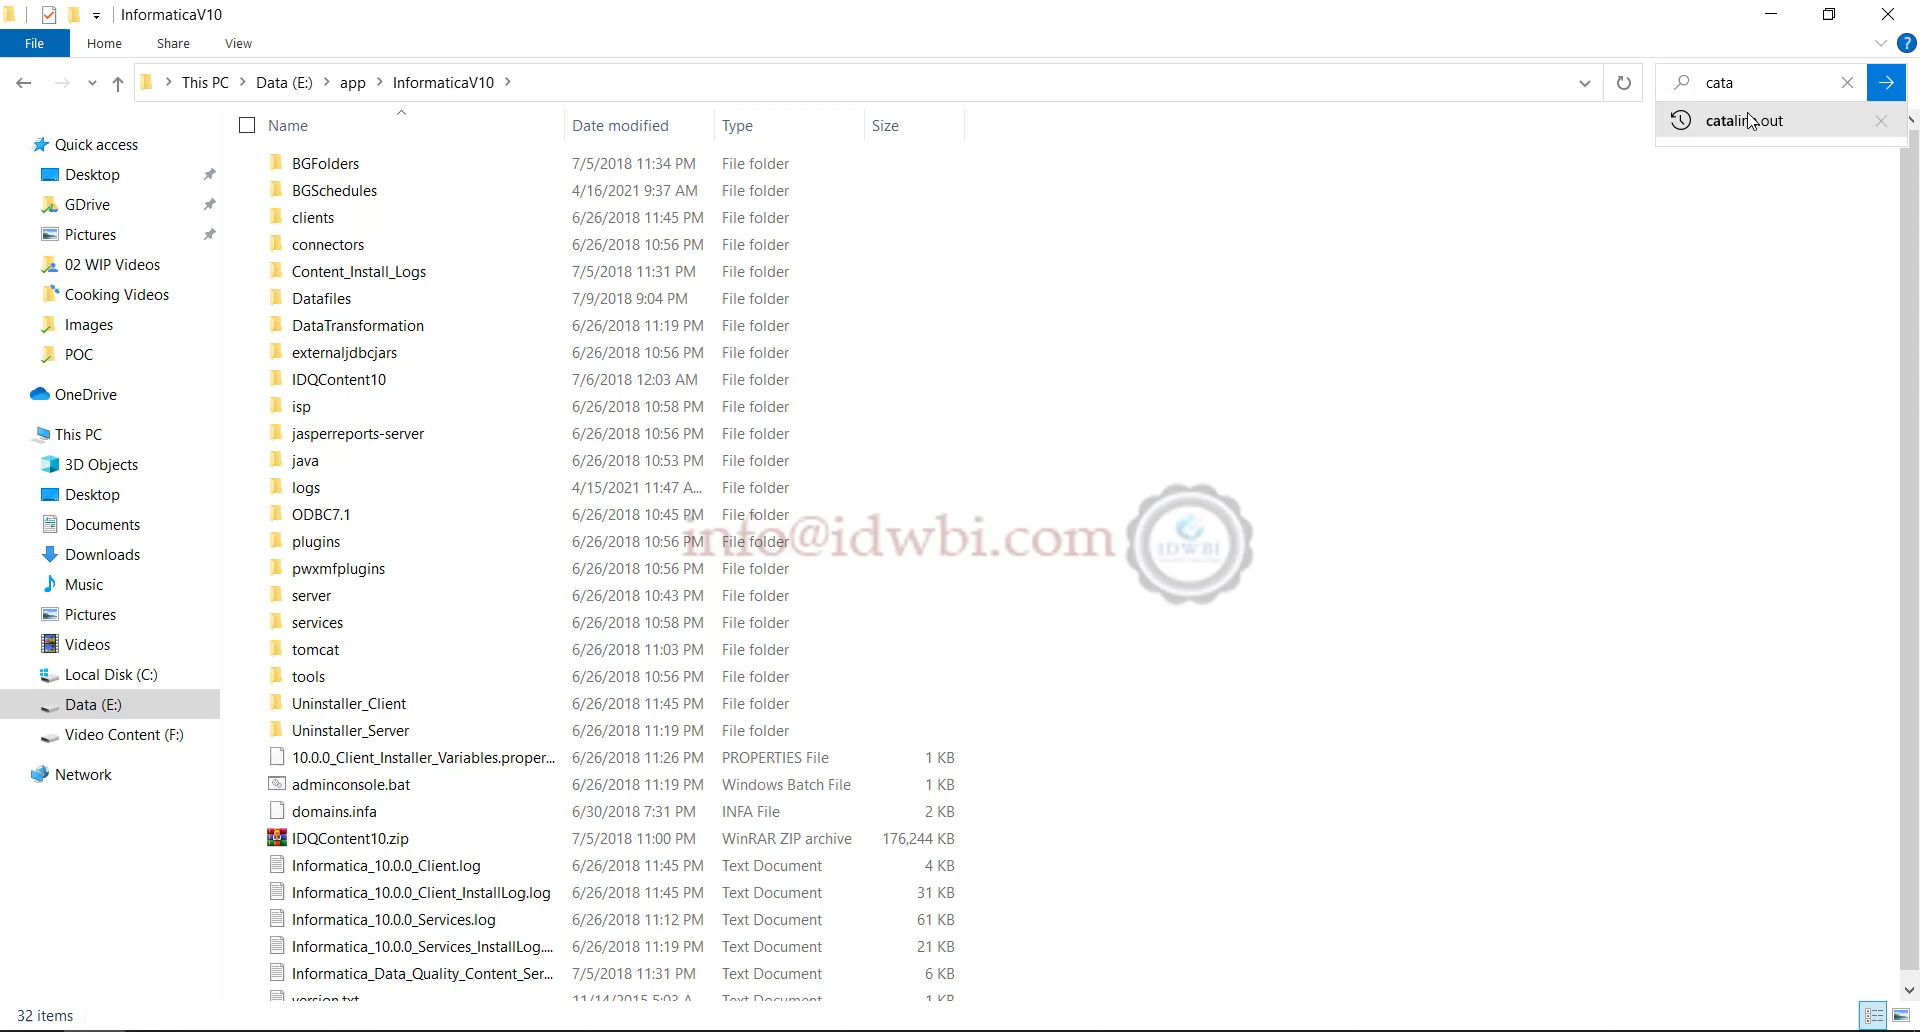 InformaticaV10
File Home Share View
This PC Data (E:) app InformaticaV10
cata
Name Date modified Type Size
Quick access
Desktop
GDrive
Pictures
02 WIP Videos
Cooking Videos
Images
POC
OneDrive
This PC
3D Objects
Desktop
Documents
Downloads
Music
Pictures
Videos
Local Disk (C:)
Data (E:)
Video Content (F:)
Network
BGFolders 7/5/2018 11:34 PM File folder
BGSchedules 4/16/2021 9:37 AM File folder
clients 6/26/2018 11:45 PM File folder
connectors 6/26/2018 10:56 PM File folder
Content_Install_Logs 7/5/2018 11:31 PM File folder
Datafiles 7/9/2018 9:04 PM File folder
DataTransformation 6/26/2018 11:19 PM File folder
externaljdbcjars 6/26/2018 10:56 PM File folder
IDQContent10 7/6/2018 12:03 AM File folder
isp 6/26/2018 10:58 PM File folder
jasperreports-server 6/26/2018 10:56 PM File folder
java 6/26/2018 10:53 PM File folder
logs 4/15/2021 11:47 A... File folder
ODBC7.1 6/26/2018 10:45 PM File folder
plugins 6/26/2018 10:56 PM File folder
pwxmfplugins 6/26/2018 10:56 PM File folder
server 6/26/2018 10:43 PM File folder
services 6/26/2018 10:58 PM File folder
tomcat 6/26/2018 11:03 PM File folder
tools 6/26/2018 10:56 PM File folder
Uninstaller_Client 6/26/2018 11:45 PM File folder
Uninstaller_Server 6/26/2018 11:19 PM File folder
10.0.0_Client_Installer_Variables.proper... 6/26/2018 11:26 PM PROPERTIES File 1 KB
adminconsole.bat 6/26/2018 11:19 PM Windows Batch File 1 KB
domains.infa 6/30/2018 7:31 PM INFA File 2 KB
IDQContent10.zip 7/5/2018 11:00 PM WinRAR ZIP archive 176,244 KB
Informatica_10.0.0_Client.log 6/26/2018 11:45 PM Text Document 4 KB
Informatica_10.0.0_Client_InstallLog.log 6/26/2018 11:45 PM Text Document 31 KB
Informatica_10.0.0_Services.log 6/26/2018 11:12 PM Text Document 61 KB
Informatica_10.0.0_Services_InstallLog.... 6/26/2018 11:19 PM Text Document 21 KB
Informatica_Data_Quality_Content_Ser... 7/5/2018 11:31 PM Text Document 6 KB
version.txt 11/14/2015 5:03 A... Text Document 1 KB
info@idwbi.com
IDWBI
32 items